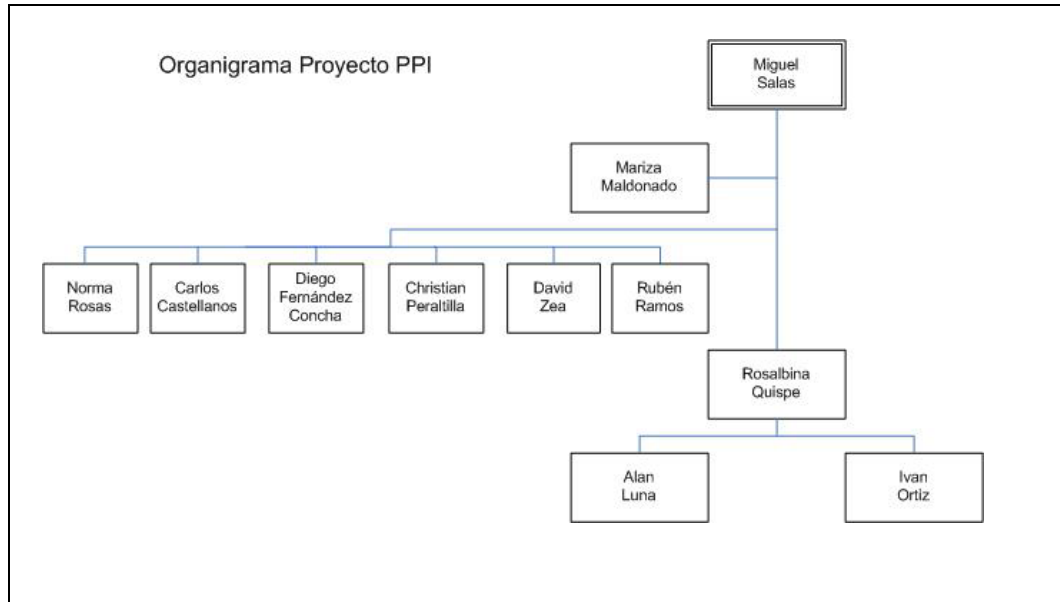 Organigrama Proyecto PPI
Miguel
Salas
Mariza
Maldonado
Norma
Rosas
Carlos
Castellanos
Diego
Fernández
Concha
Christian
Peraltilla
David
Zea
Rubén
Ramos
Rosalbina
Quispe
Alan
Luna
Ivan
Ortiz